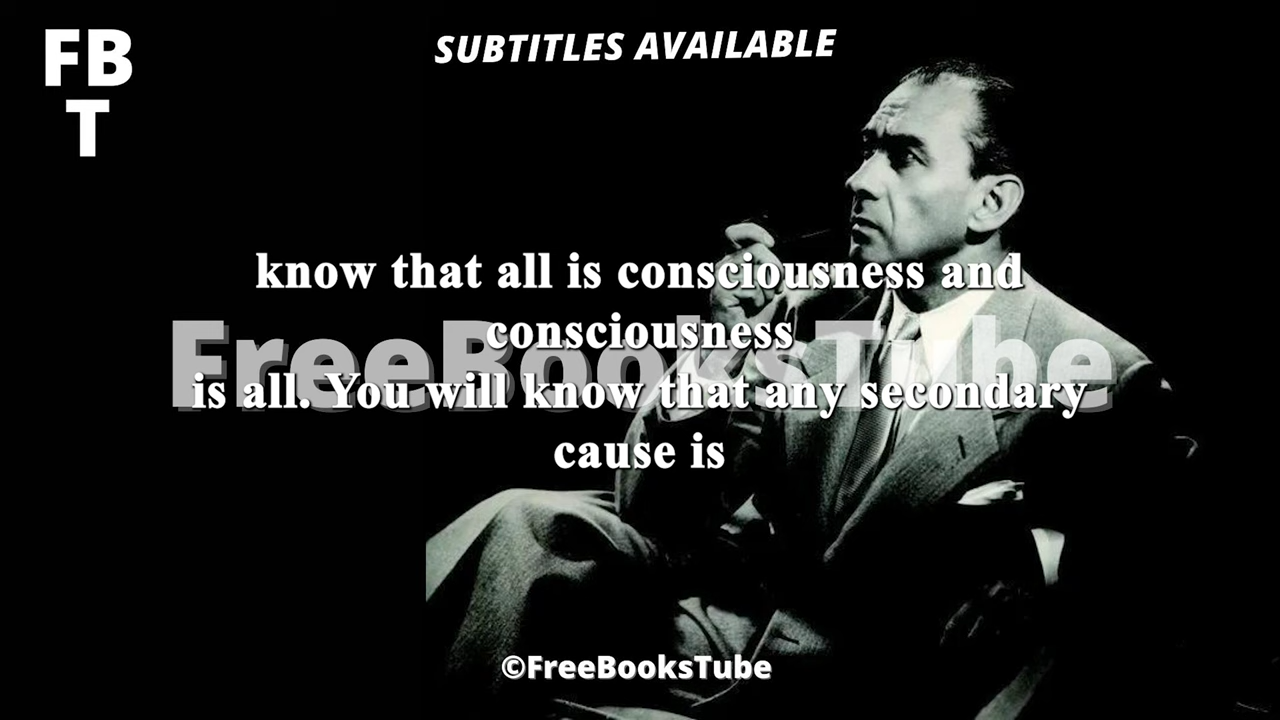 FB
T
SUBTITLES AVAILABLE
know that all is consciousness and
consciousness
FreeBooksTube
is all. You will know that any secondary
cause is
©FreeBooksTube